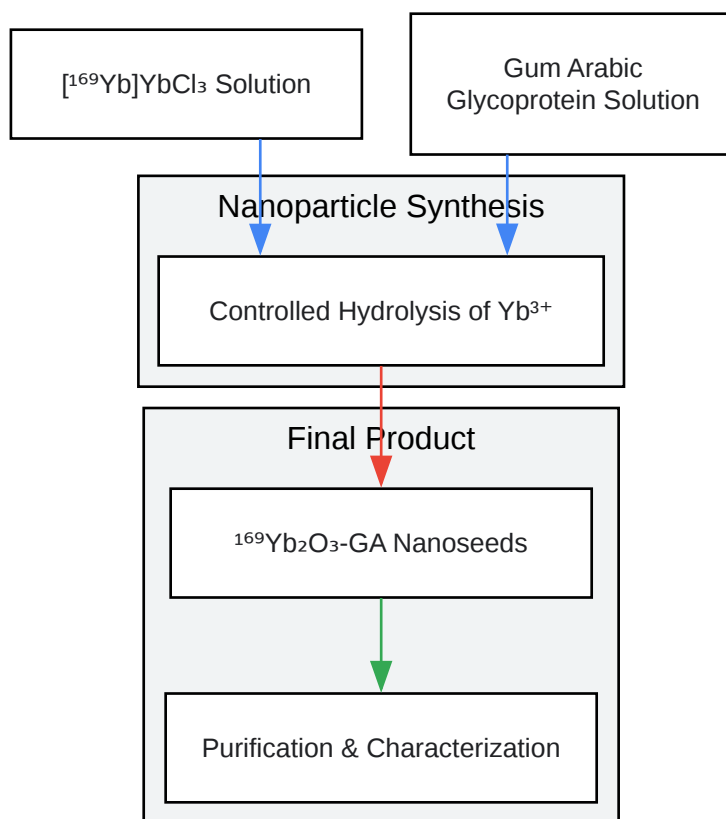 [¹⁶⁹Yb]YbCl₃ Solution
Gum Arabic
Glycoprotein Solution
Nanoparticle Synthesis
Controlled Hydrolysis of Yb³⁺
Final Product
¹⁶⁹Yb₂O₃-GA Nanoseeds
Purification & Characterization